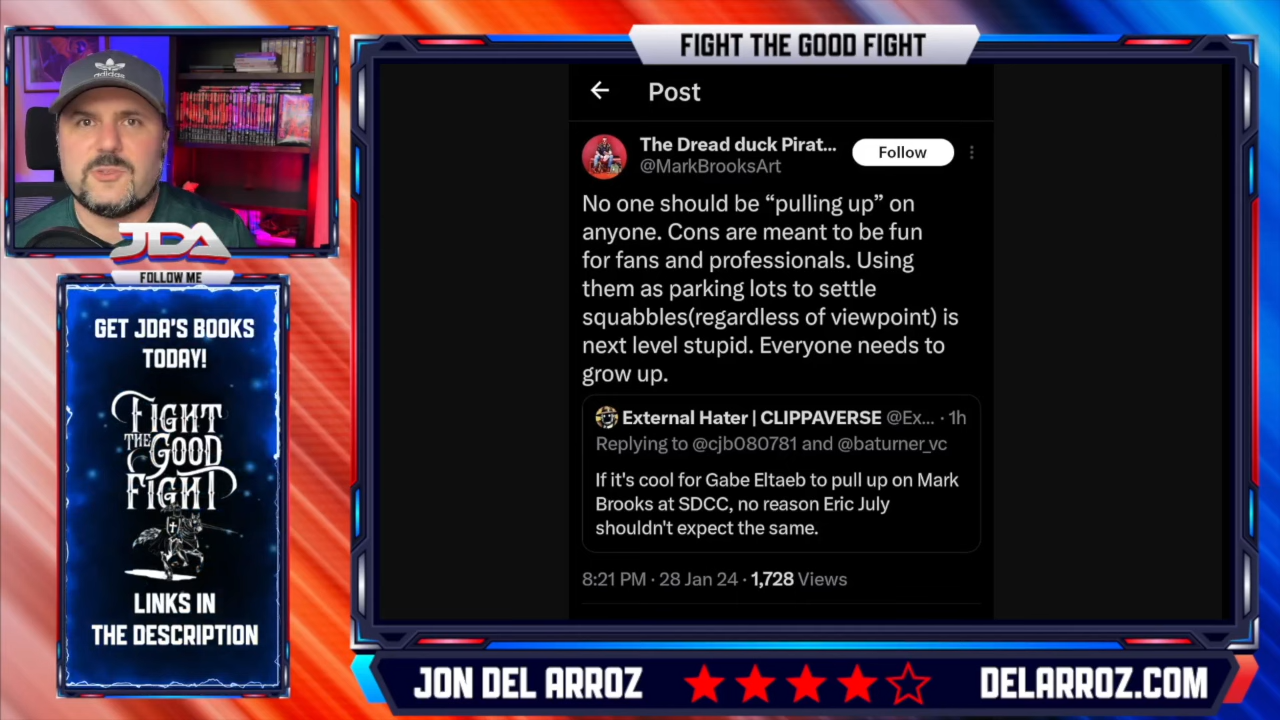 FIGHT THE GOOD FIGHT
adidas
JDA
FOLLOW ME
GET JDA'S BOOKS
TODAY!
FIGHT
THE GOOD
FIGHT
LINKS IN
THE DESCRIPTION
Post
The Dread duck Pirat...
@MarkBrooksArt
Follow
No one should be “pulling up” on
anyone. Cons are meant to be fun
for fans and professionals. Using
them as parking lots to settle
squabbles(regardless of viewpoint) is
next level stupid. Everyone needs to
grow up.
External Hater | CLIPPAVERSE @Ex... · 1h
Replying to @cjb080781 and @baturner_vc
If it's cool for Gabe Eltaeb to pull up on Mark
Brooks at SDCC, no reason Eric July
shouldn't expect the same.
8:21 PM · 28 Jan 24 · 1,728 Views
JON DEL ARROZ
DELARROZ.COM